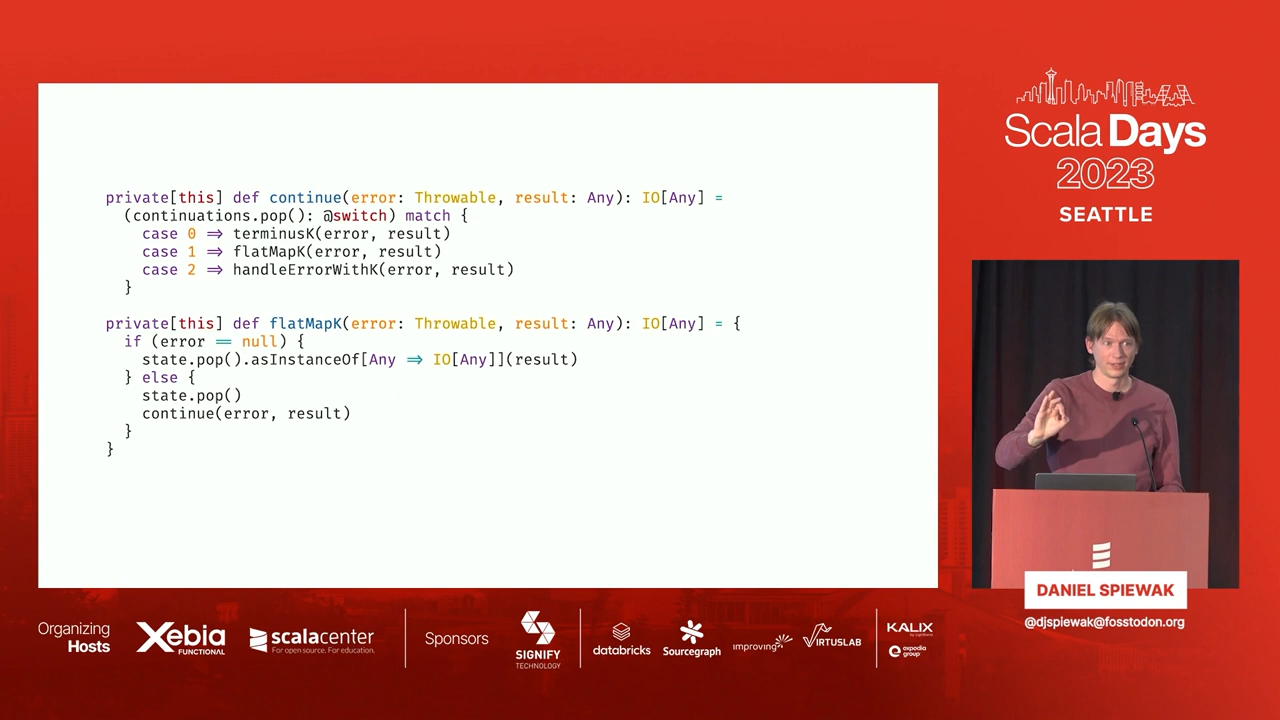 private[this] def continue(error: Throwable, result: Any): IO[Any] =
(continuations.pop(): @switch) match {
case 0 ⇒ terminusK(error, result)
case 1 ⇒ flatMapK(error, result)
case 2 ⇒ handleErrorWithK(error, result)
}
private[this] def flatMapK(error: Throwable, result: Any): IO[Any] = {
if (error == null) {
state.pop().asInstanceOf[Any ⇒ IO[Any]](result)
} else {
state.pop()
continue(error, result)
}
}
Scala Days
2023
SEATTLE
DANIEL SPIEWAK
@djspiewak@fosstodon.org
Organizing
Hosts
Xebia
FUNCTIONAL
scalacenter
For open source. For education.
Sponsors
SIGNIFY
TECHNOLOGY
databricks
Sourcegraph
improving
VIRTUSLAB
KALIX
by Lightbend
expedia
group